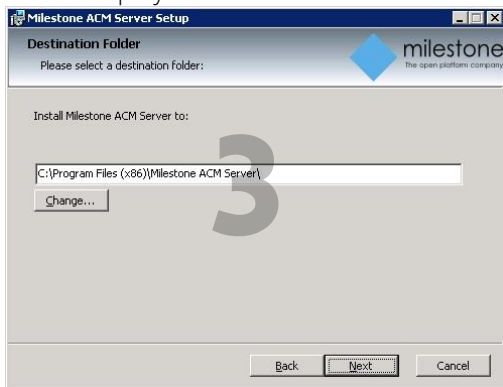 Milestone ACM Server Setup
Destination Folder
Please select a destination folder:
milestone
The open platform company
Install Milestone ACM Server to:
C:\Program Files (x86)\Milestone ACM Server\
Change...
3
Back
Next
Cancel